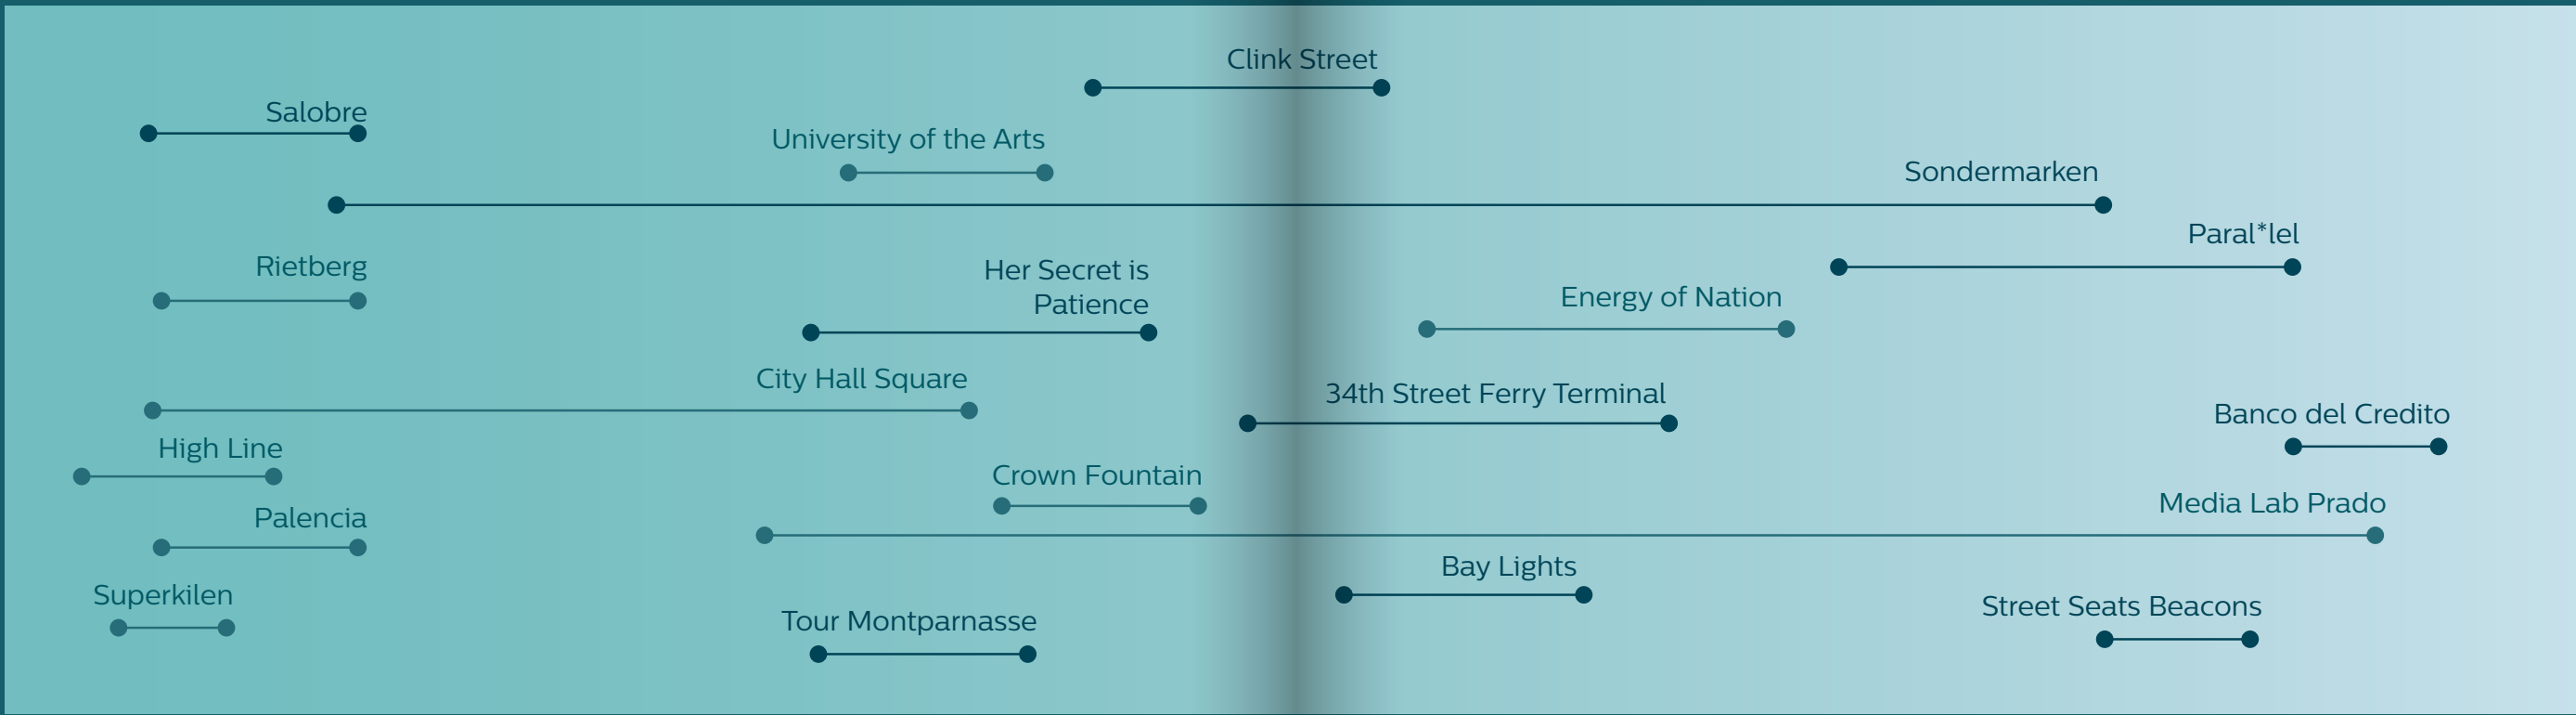 Clink Street
Salobre
University of the Arts
Sondermarken
Paral*lel
Rietberg
Her Secret is
Patience
Energy of Nation
City Hall Square
34th Street Ferry Terminal
Banco del Credito
High Line
Crown Fountain
Media Lab Prado
Palencia
Bay Lights
Superkilen
Street Seats Beacons
Tour Montparnasse